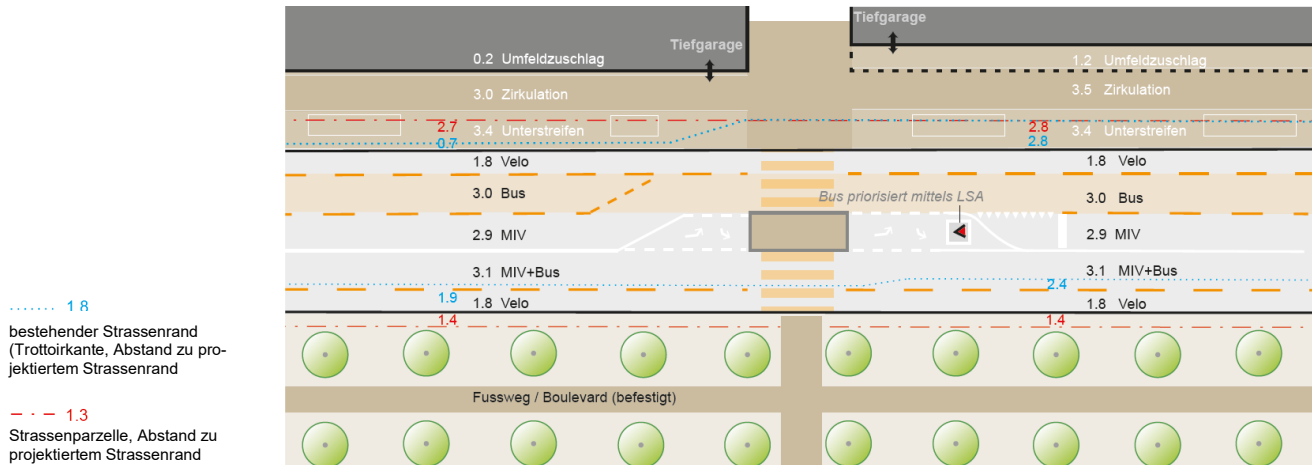 Tiefgarage
Tiefgarage
0.2 Umfeldzuschlag
1.2 Umfeldzuschlag
3.0 Zirkulation
3.5 Zirkulation
2.7
3.4 Unterstreifen
0.7
2.8
3.4 Unterstreifen
2.8
1.8 Velo
1.8 Velo
3.0 Bus
Bus priorisiert mittels LSA
3.0 Bus
2.9 MIV
2.9 MIV
3.1 MIV+Bus
3.1 MIV+Bus
2.4
1.9
1.8 Velo
1.8 Velo
1.4
1.4
Fussweg / Boulevard (befestigt)
1.8
bestehender Strassenrand
(Trottoirkante, Abstand zu pro-
jektiertem Strassenrand
1.3
Strassenparzelle, Abstand zu
projektiertem Strassenrand